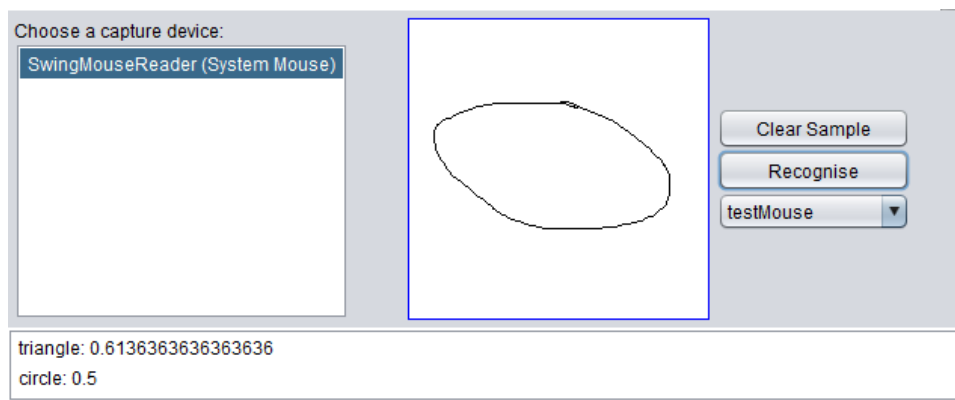 Choose a capture device:
SwingMouseReader (System Mouse)
Clear Sample
Recognise
testMouse
triangle: 0.6136363636363636
circle: 0.5